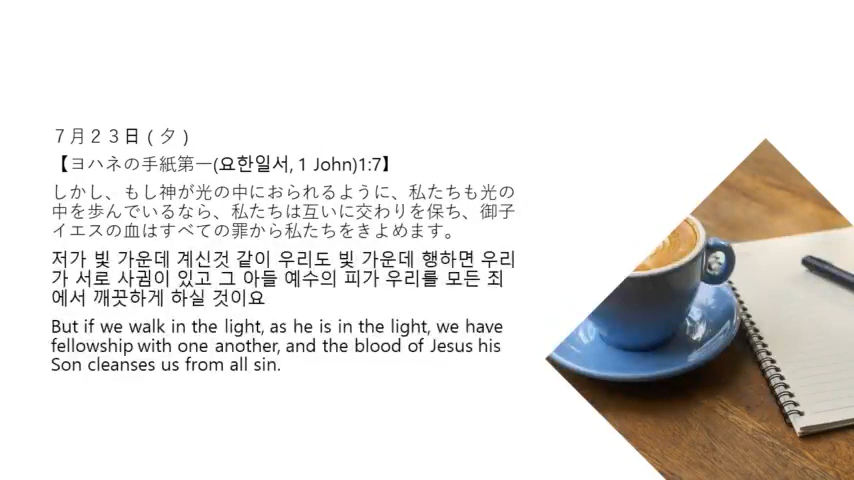 ７月２３日（夕）
【ヨハネの手紙第一(요한일서, 1 John)1:7】
しかし、もし神が光の中におられるように、私たちも光の
中を歩んでいるなら、私たちは互いに交わりを保ち、御子
イエスの血はすべての罪から私たちをきよめます。
저가 빛 가운데 계신것 같이 우리도 빛 가운데 행하면 우리
가 서로 사귐이 있고 그 아들 예수의 피가 우리를 모든 죄
에서 깨끗하게 하실 것이요
But if we walk in the light, as he is in the light, we have
fellowship with one another, and the blood of Jesus his
Son cleanses us from all sin.